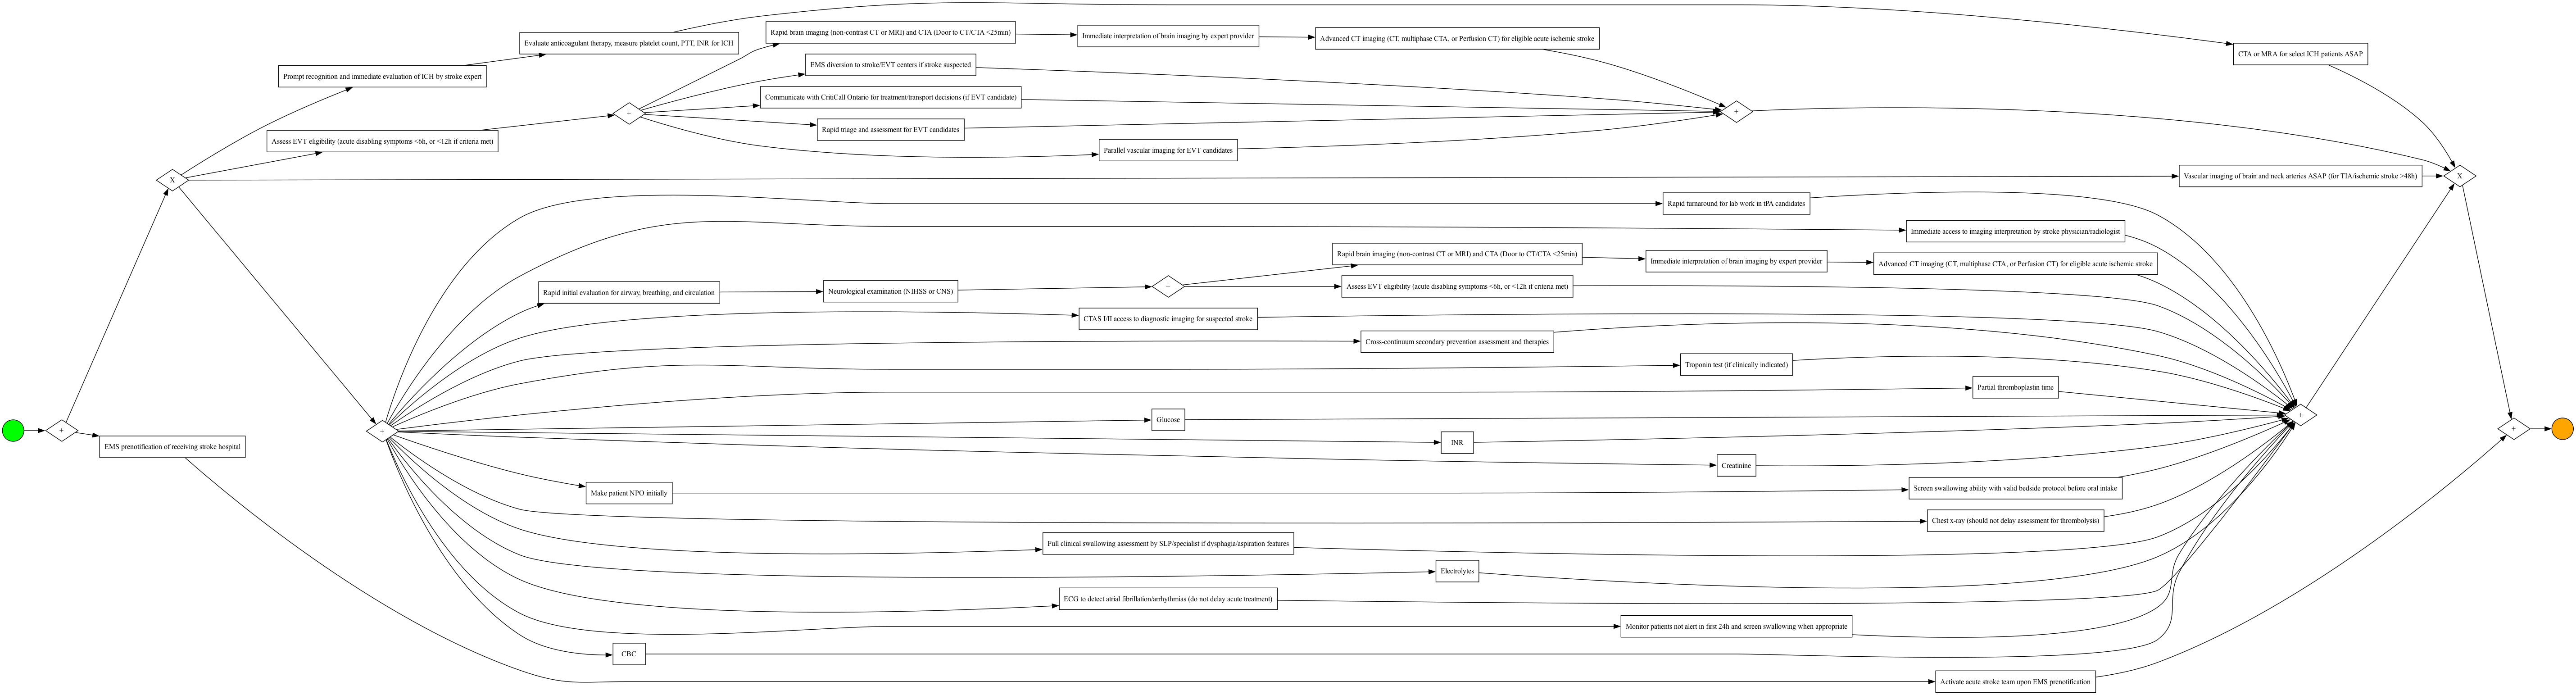 Evaluate anticoagulant therapy, measure platelet count, PTT, INR for ICH
Rapid brain imaging (non-contrast CT or MRI) and CTA (Door to CT/CTA <25min)
Immediate interpretation of brain imaging by expert provider
Advanced CT imaging (CT, multiphase CTA, or Perfusion CT) for eligible acute ischemic stroke
CTA or MRA for select ICH patients ASAP
Prompt recognition and immediate evaluation of ICH by stroke expert
EMS diversion to stroke/EVT centers if stroke suspected
Communicate with CritiCall Ontario for treatment/transport decisions (if EVT candidate)
+
+
Rapid triage and assessment for EVT candidates
Assess EVT eligibility (acute disabling symptoms <6h, or <12h if criteria met)
Parallel vascular imaging for EVT candidates
X
Vascular imaging of brain and neck arteries ASAP (for TIA/ischemic stroke >48h)
X
Rapid turnaround for lab work in tPA candidates
Immediate access to imaging interpretation by stroke physician/radiologist
Rapid brain imaging (non-contrast CT or MRI) and CTA (Door to CT/CTA <25min)
Immediate interpretation of brain imaging by expert provider
Advanced CT imaging (CT, multiphase CTA, or Perfusion CT) for eligible acute ischemic stroke
Rapid initial evaluation for airway, breathing, and circulation
Neurological examination (NIHSS or CNS)
+
Assess EVT eligibility (acute disabling symptoms <6h, or <12h if criteria met)
CTAS I/II access to diagnostic imaging for suspected stroke
Cross-continuum secondary prevention assessment and therapies
Troponin test (if clinically indicated)
Partial thromboplastin time
Glucose
+
+
+
+
EMS prenotification of receiving stroke hospital
INR
Creatinine
Make patient NPO initially
Screen swallowing ability with valid bedside protocol before oral intake
Chest x-ray (should not delay assessment for thrombolysis)
Full clinical swallowing assessment by SLP/specialist if dysphagia/aspiration features
Electrolytes
ECG to detect atrial fibrillation/arrhythmias (do not delay acute treatment)
Monitor patients not alert in first 24h and screen swallowing when appropriate
CBC
Activate acute stroke team upon EMS prenotification